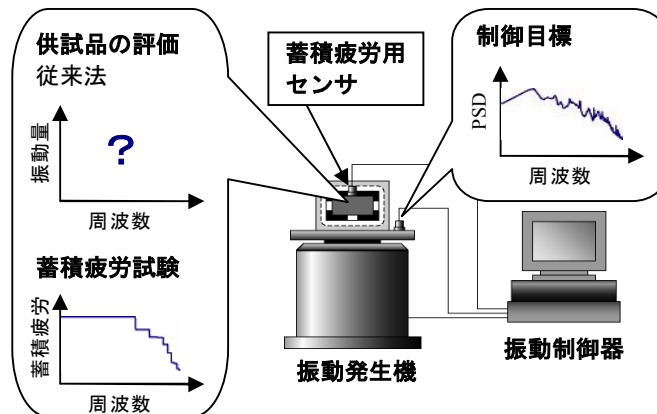 供試品の評価
従来法
振動量
?
周波数
蓄積疲労試験
蓄積疲労
周波数
蓄積疲労用
センサ
制御目標
PSD
周波数
振動発生機
振動制御器